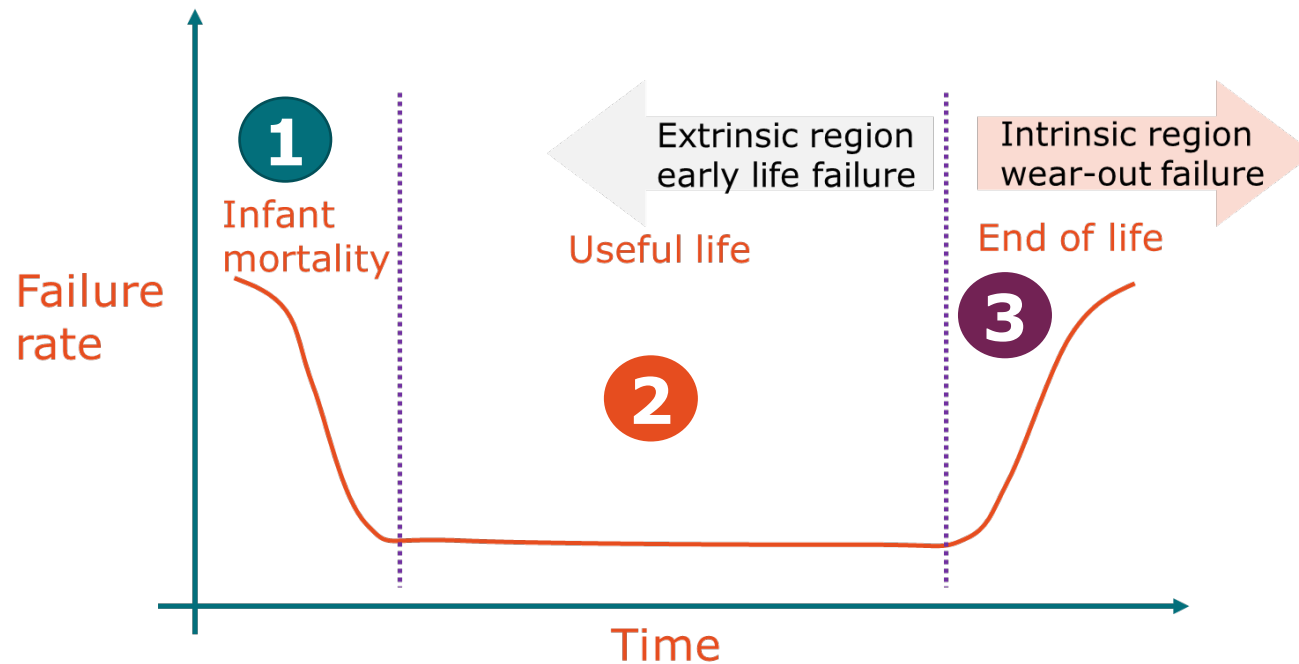 1
Infant
mortality
Extrinsic region
early life failure
Intrinsic region
wear-out failure
Useful life
End of life
Failure
rate
2
3
Time